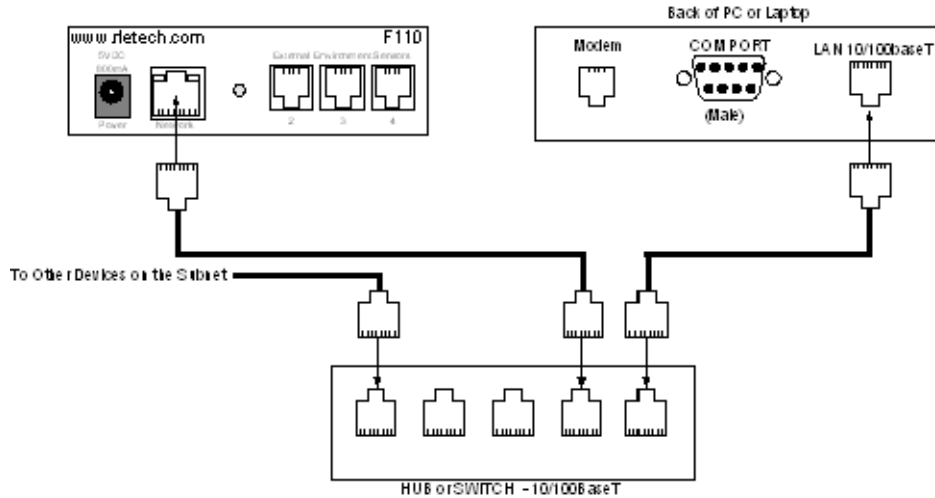 Back of PC or Laptop
www.rletech.com F110
5VDC
600mA
External Environment Sensors
Power
Network
2 3 4
Modem
COM PORT
LAN 10/100baseT
(Male)
To Other Devices on the Subnet
HUB or SWITCH - 10/100BaseT